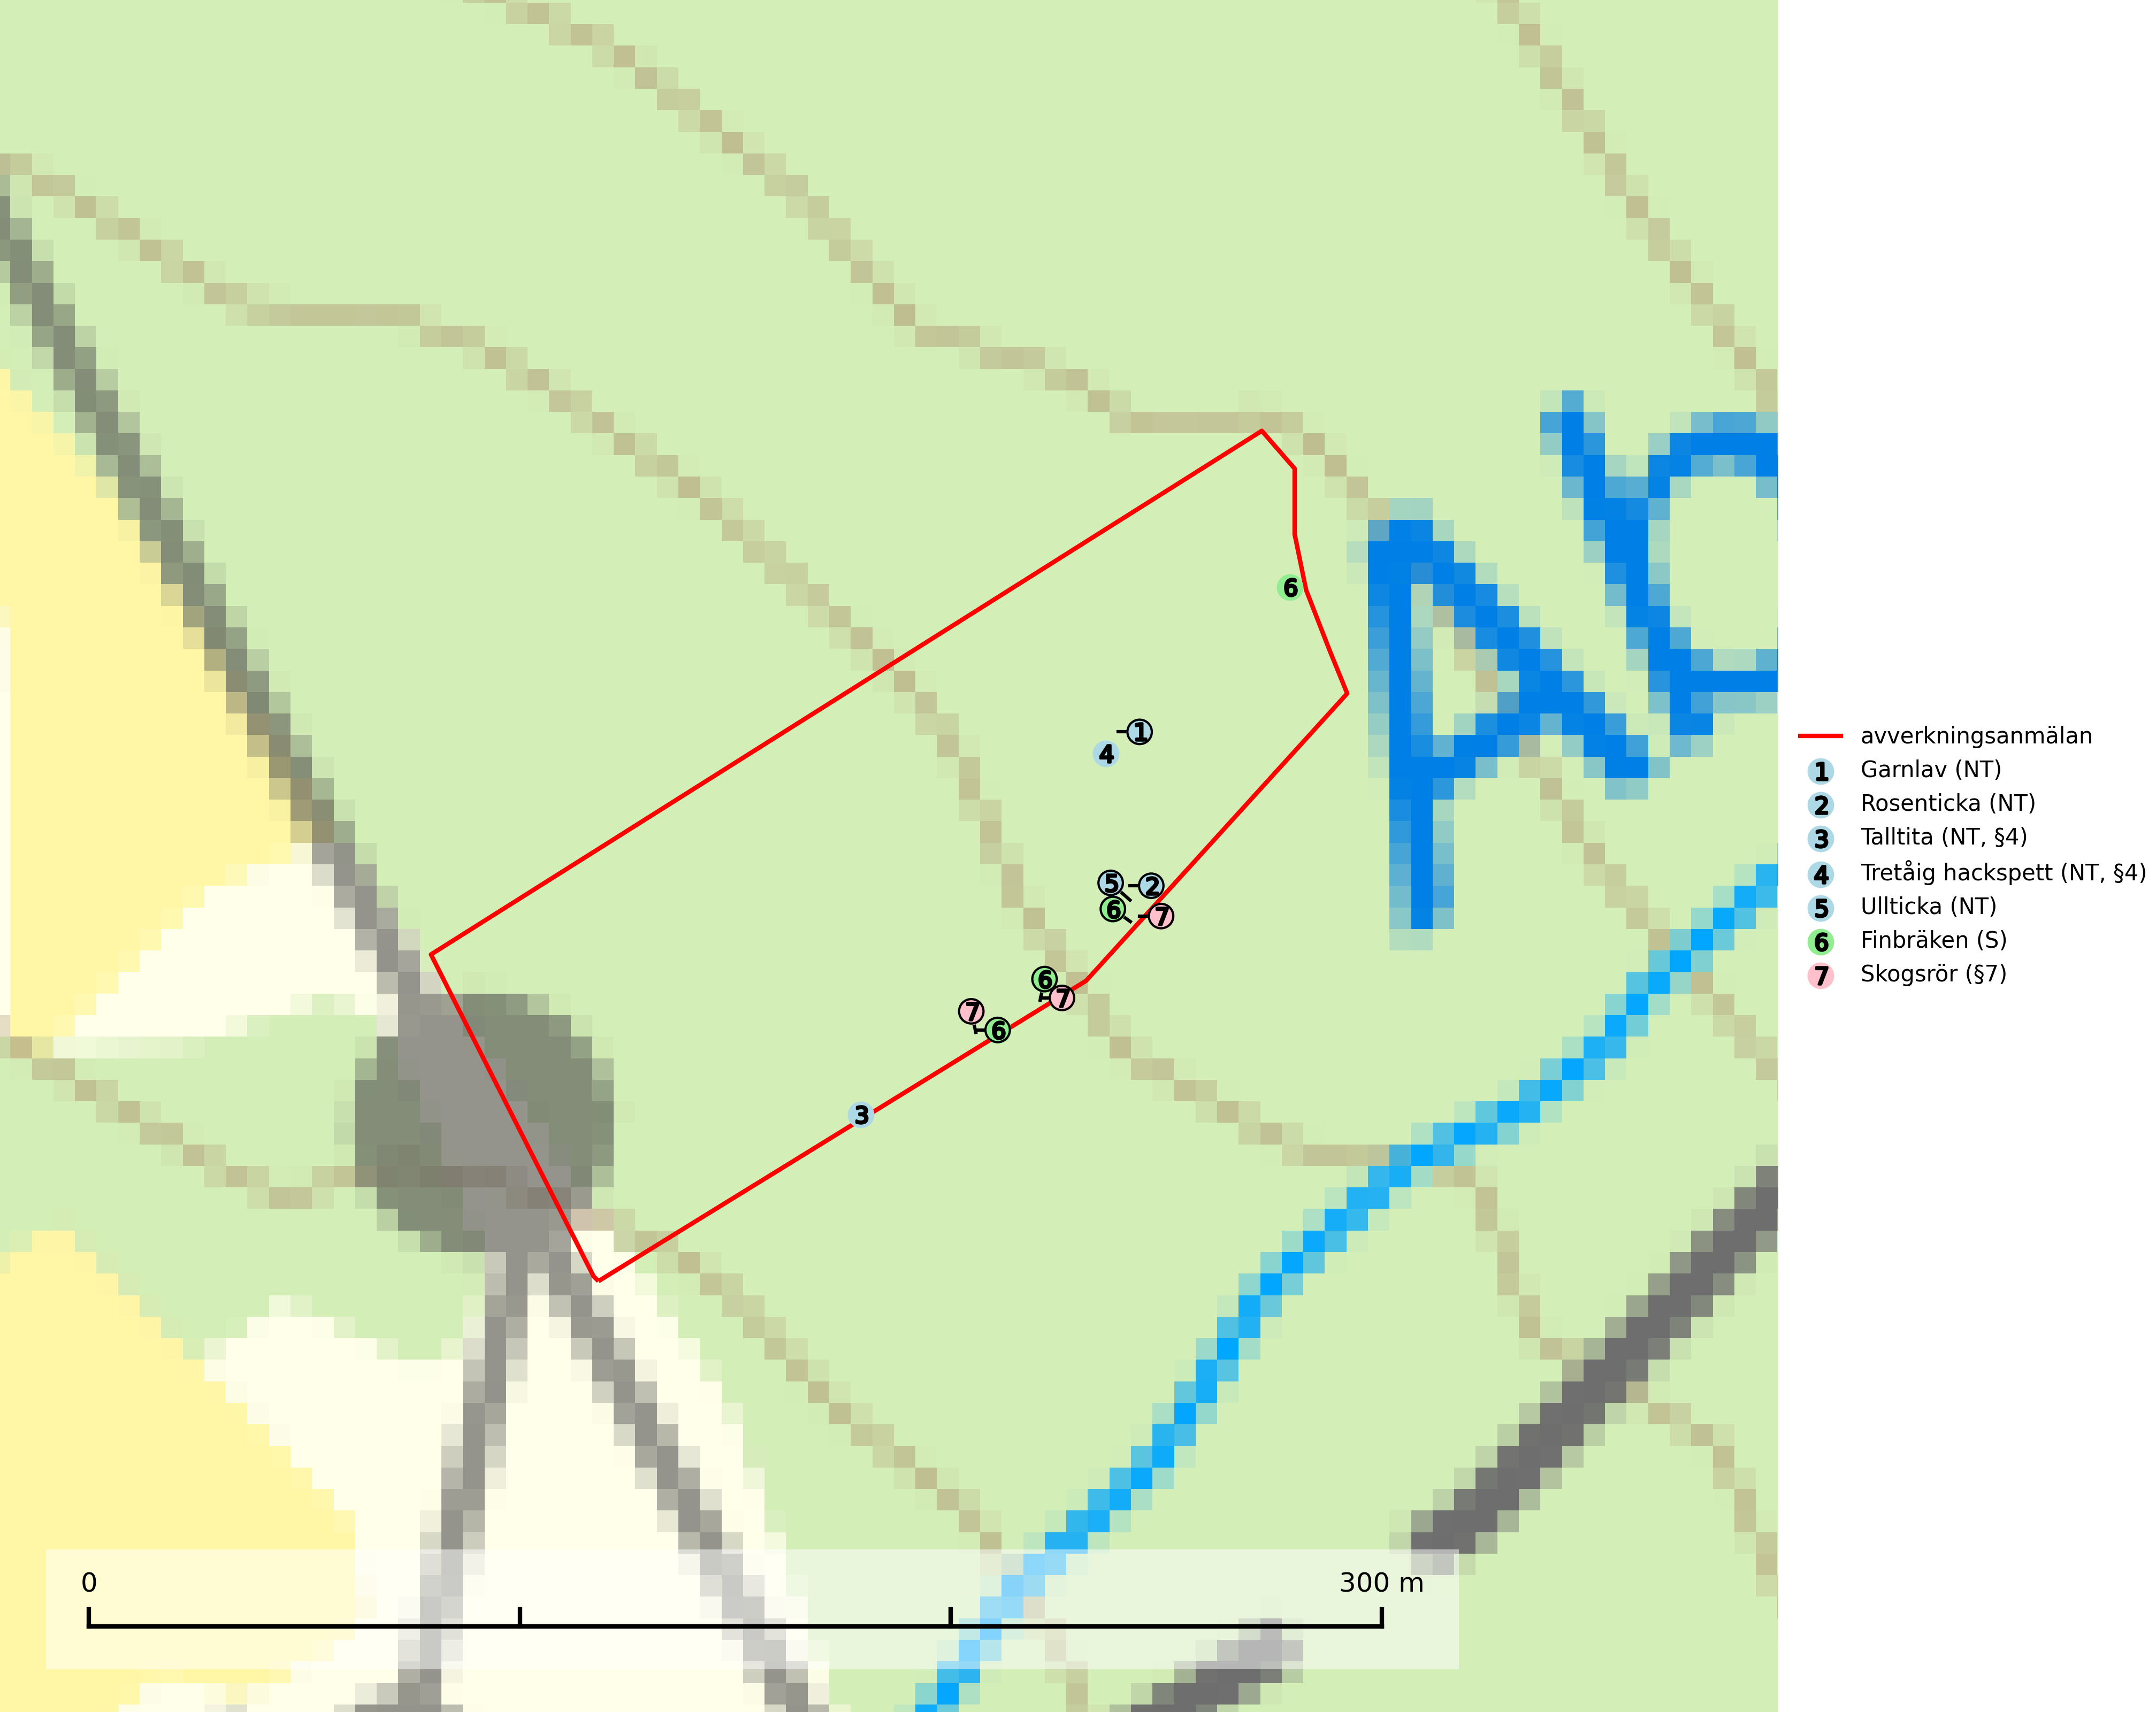 6
1
4
5 2
6 7
6
7 7
6
3
avverkningsanmälan
1 Garnlav (NT)
2 Rosenticka (NT)
3 Talltita (NT, §4)
4 Tretåig hackspett (NT, §4)
5 Ullticka (NT)
6 Finbräken (S)
7 Skogsrör (§7)
0 300 m